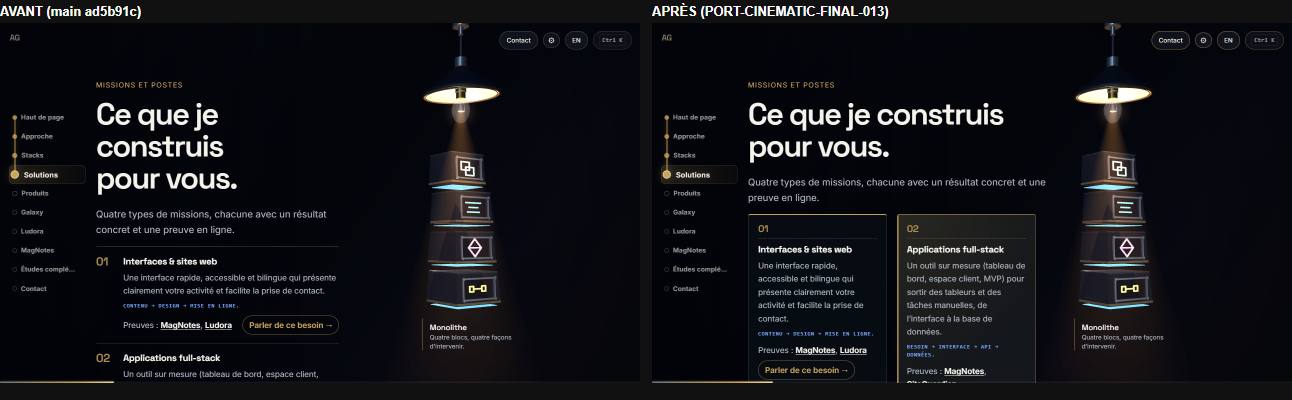 AVANT (main ad5b91c)
AG
Contact
EN
Ctrl K
Haut de page
Approche
Stacks
Solutions
Produits
Galaxy
Ludora
MagNotes
Études complé...
Contact
MISSIONS ET POSTES
Ce que je
construis
pour vous.
Quatre types de missions, chacune avec un résultat
concret et une preuve en ligne.
01 Interfaces & sites web
Une interface rapide, accessible et bilingue qui présente
clairement votre activité et facilite la prise de contact.
CONTENU → DESIGN → MISE EN LIGNE.
Preuves : MagNotes, Ludora
Parler de ce besoin →
02 Applications full-stack
Un outil sur mesure (tableau de bord, espace client,
Monolithe
Quatre blocs, quatre façons
d'intervenir.
APRÈS (PORT-CINEMATIC-FINAL-013)
AG
Contact
EN
Ctrl K
Haut de page
Approche
Stacks
Solutions
Produits
Galaxy
Ludora
MagNotes
Études complé...
Contact
MISSIONS ET POSTES
Ce que je construis
pour vous.
Quatre types de missions, chacune avec un résultat concret et une
preuve en ligne.
01
Interfaces & sites web
Une interface rapide,
accessible et bilingue qui
présente clairement votre
activité et facilite la prise de
contact.
CONTENU → DESIGN → MISE EN LIGNE.
Preuves : MagNotes, Ludora
Parler de ce besoin →
02
Applications full-stack
Un outil sur mesure (tableau de
bord, espace client, MVP) pour
sortir des tableurs et des
tâches manuelles, de
l'interface à la base de
données.
BESOIN → INTERFACE → API →
DONNÉES.
Preuves : MagNotes,
Monolithe
Quatre blocs, quatre façons
d'intervenir.